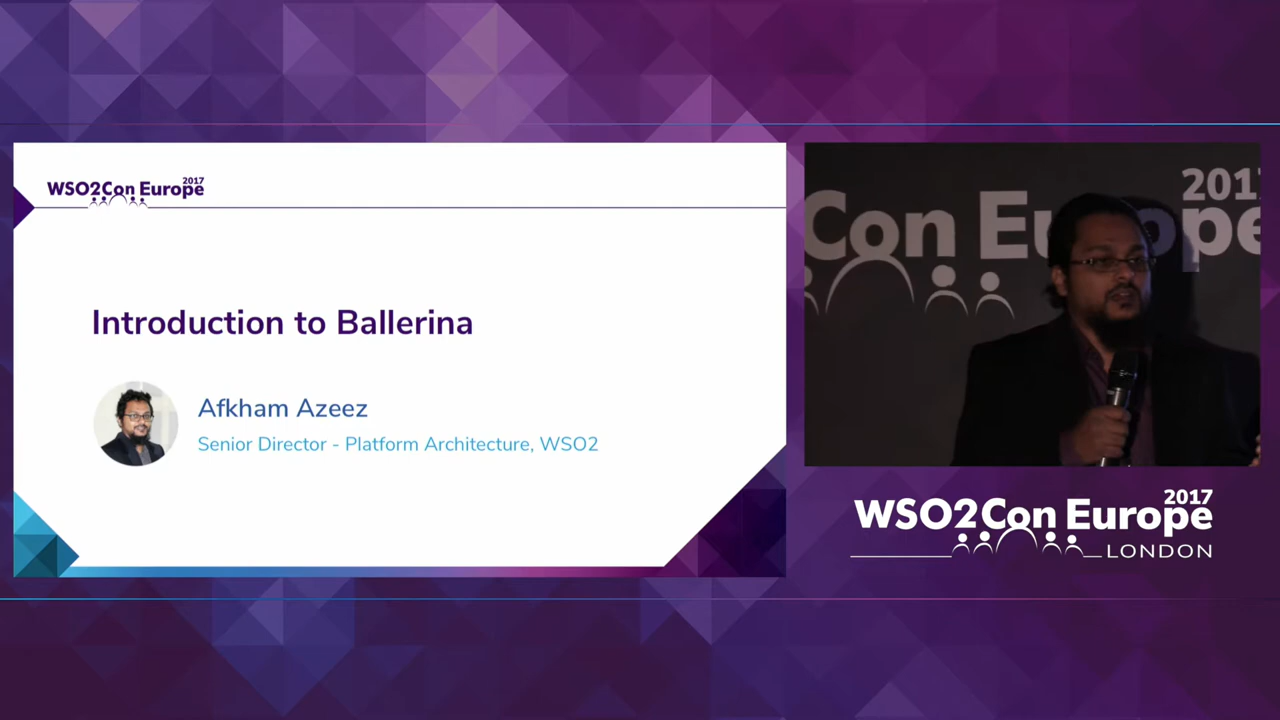 WSO2Con Europe 2017
Introduction to Ballerina
Afkham Azeez
Senior Director - Platform Architecture, WSO2
Con Europe 2017
WSO2Con Europe 2017
LONDON